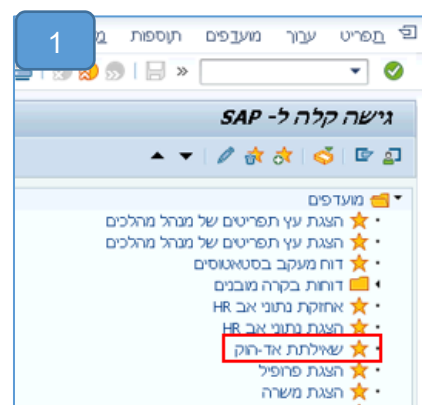 1
תפריט ערוך מועדפים תוספות
גישה קלה ל- SAP
מועדפים
הצגת עץ תפריטים של מנהל מהלכים
הצגת עץ תפריטים של מנהל מהלכים
דוח מעקב בסטאטוסים
דוחות בקרה מובנים
אחזקת נתוני אב HR
הצגת נתוני אב HR
שאילתת אד-הוק
הצגת פרופיל
הצגת משרה